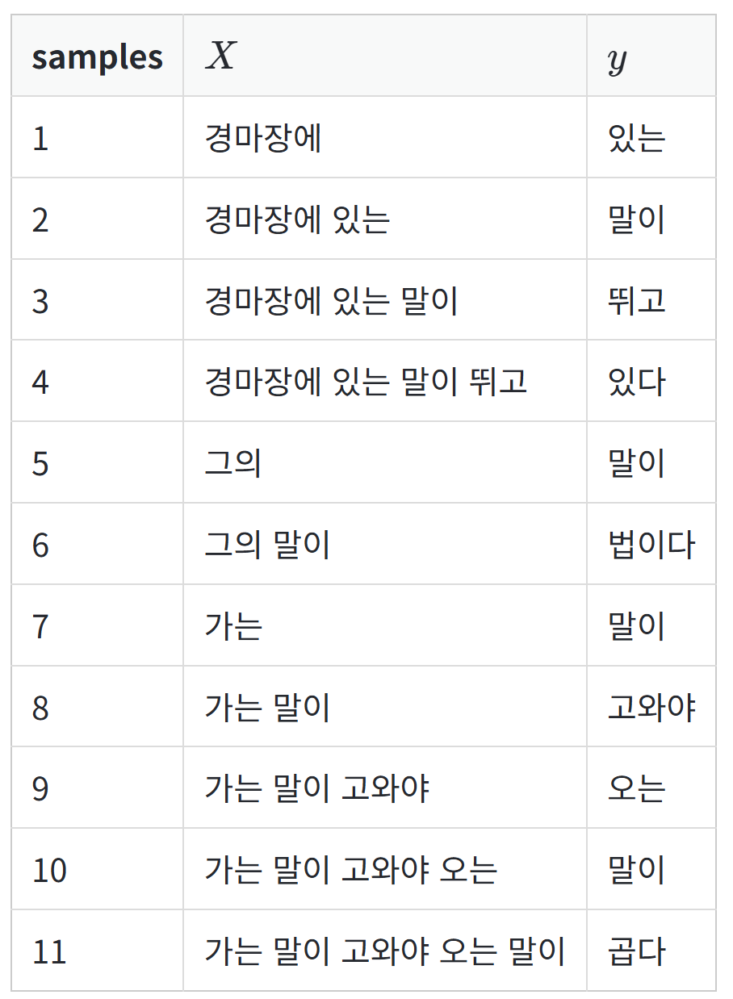 samples X y
1 경마장에 있는
2 경마장에 있는 말이
3 경마장에 있는 말이 뛰고
4 경마장에 있는 말이 뛰고 있다
5 그의 말이
6 그의 말이 법이다
7 가는 말이
8 가는 말이 고와야
9 가는 말이 고와야 오는
10 가는 말이 고와야 오는 말이
11 가는 말이 고와야 오는 말이 곱다